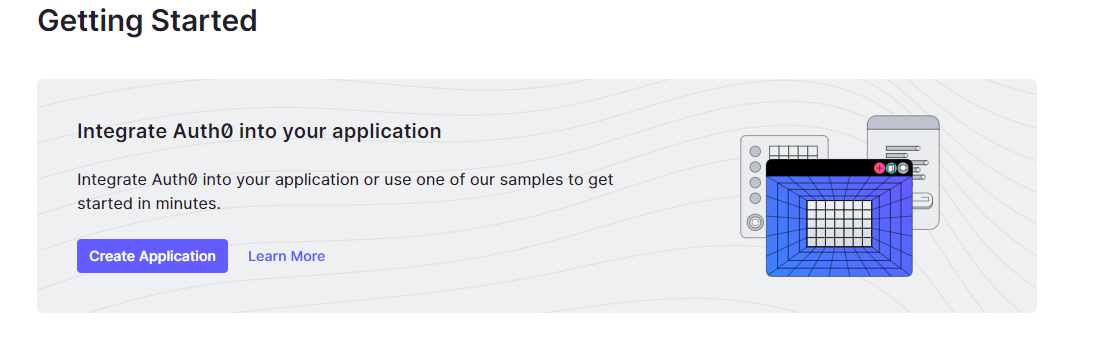 Getting Started
Integrate Auth0 into your application
Integrate Auth0 into your application or use one of our samples to get
started in minutes.
Create Application
Learn More